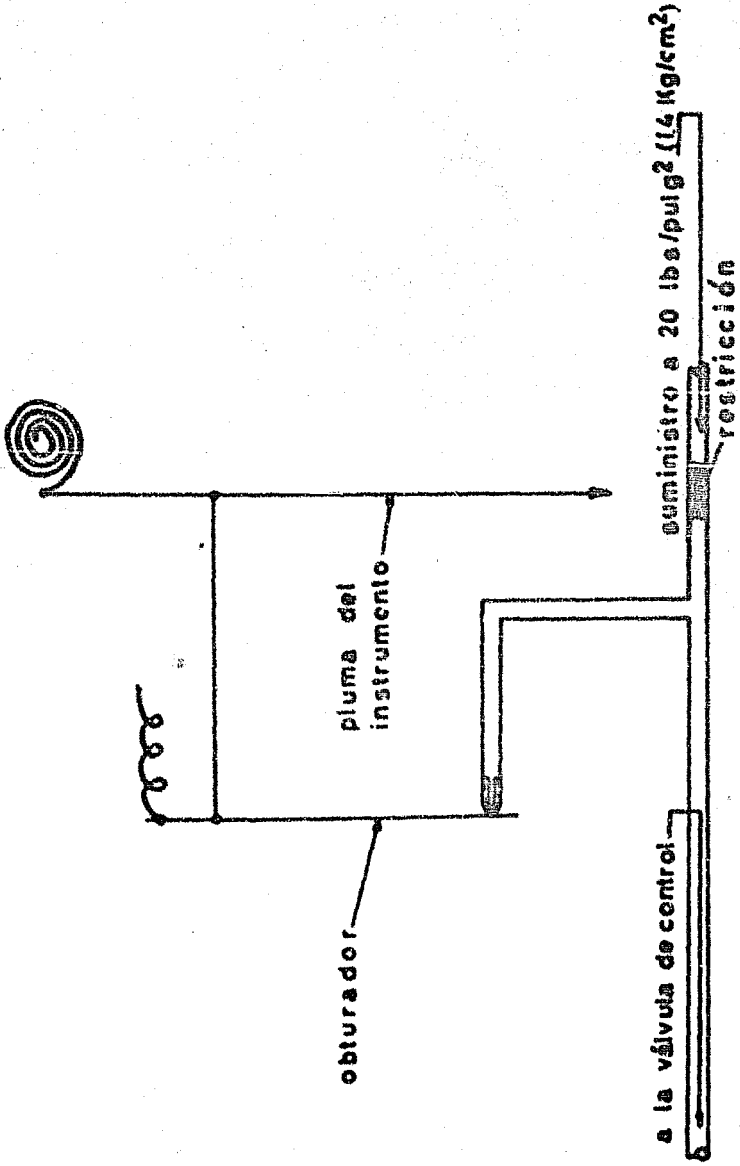 pluma del
instrumento
obturador
suministro a 20 lbs/pulg² (1.4 Kg/cm²)
restricción
a la válvula de control